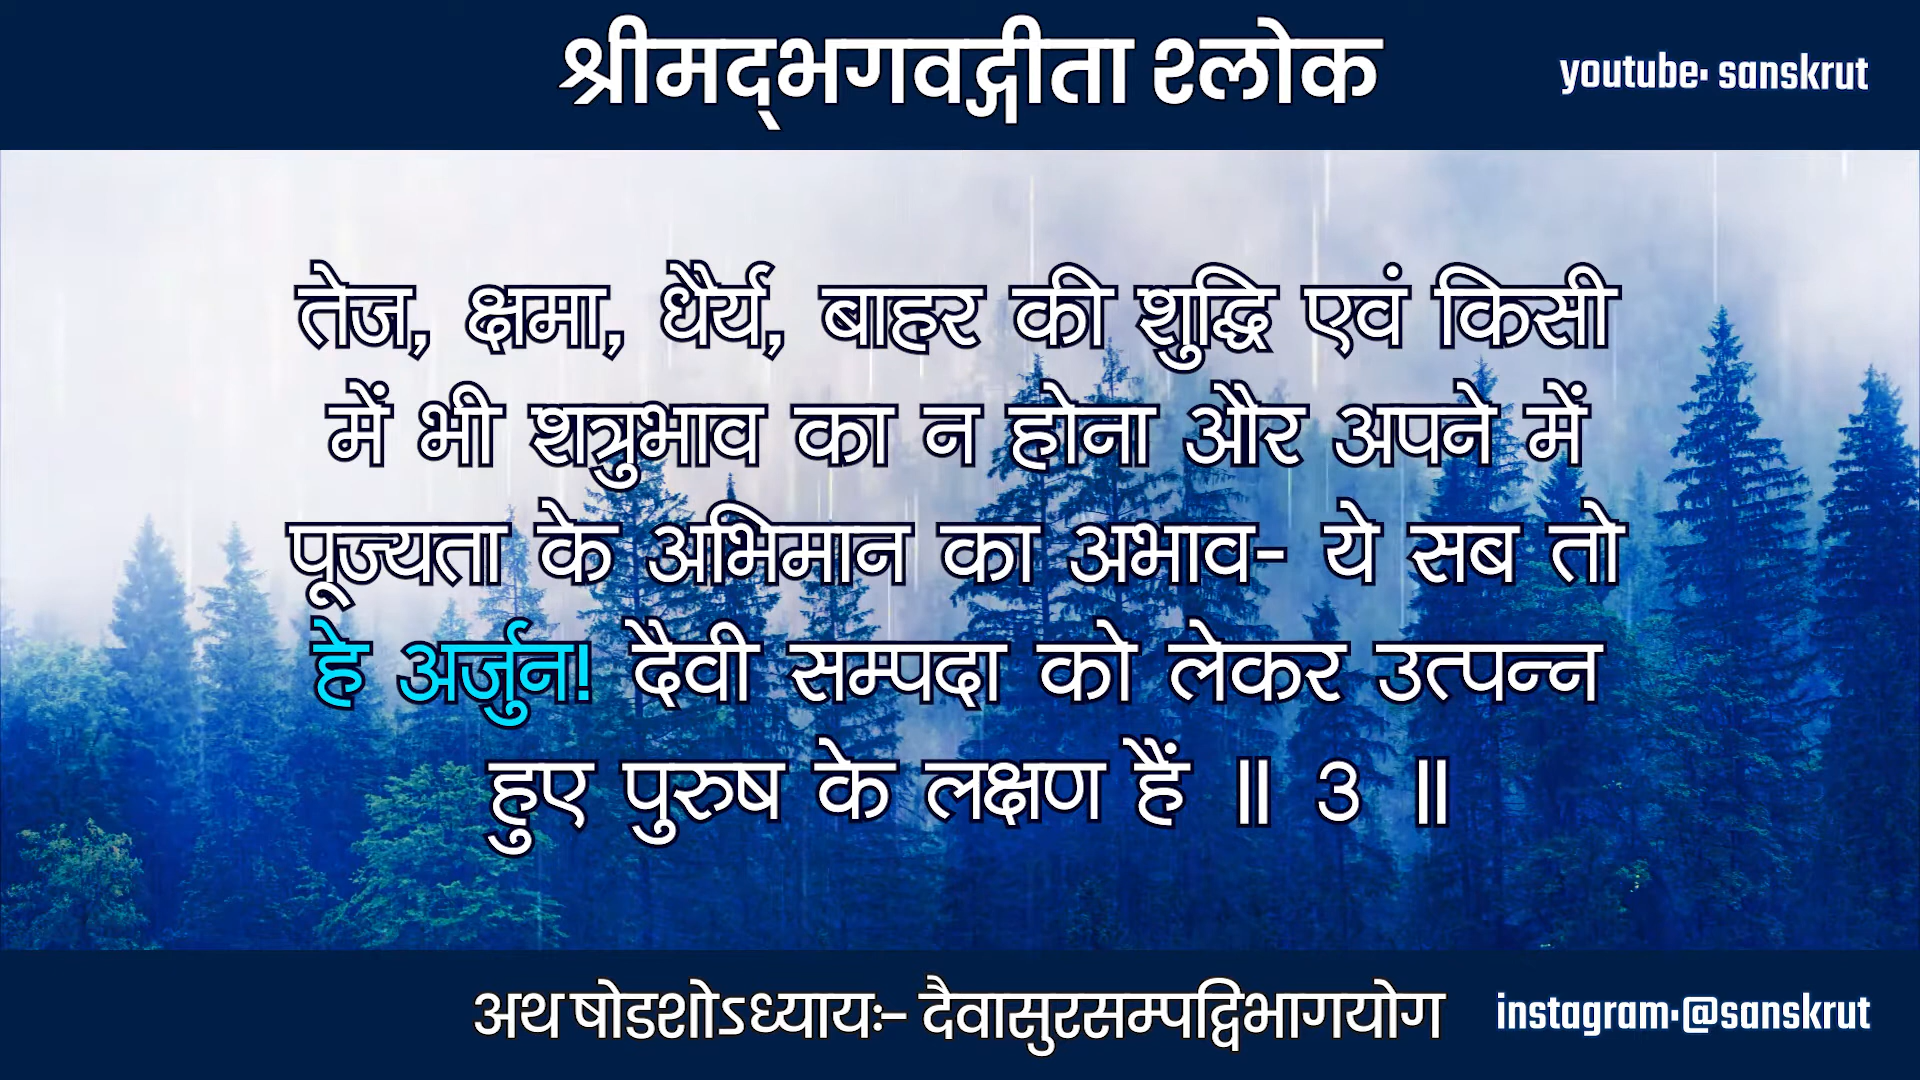 श्रीमद्‌भगवद्गीता श्लोक
youtube: sanskrut
तेज, क्षमा, धैर्य, बाहर की शुद्धि एवं किसी
में भी शत्रुभाव का न होना और अपने में
पूज्यता के अभिमान का अभाव- ये सब तो
हे अर्जुन! दैवी सम्पदा को लेकर उत्पन्न
हुए पुरुष के लक्षण हैं ॥ ३ ॥
अथ षोडशोऽध्यायः- दैवासुरसम्पद्विभागयोग
instagram:@sanskrut